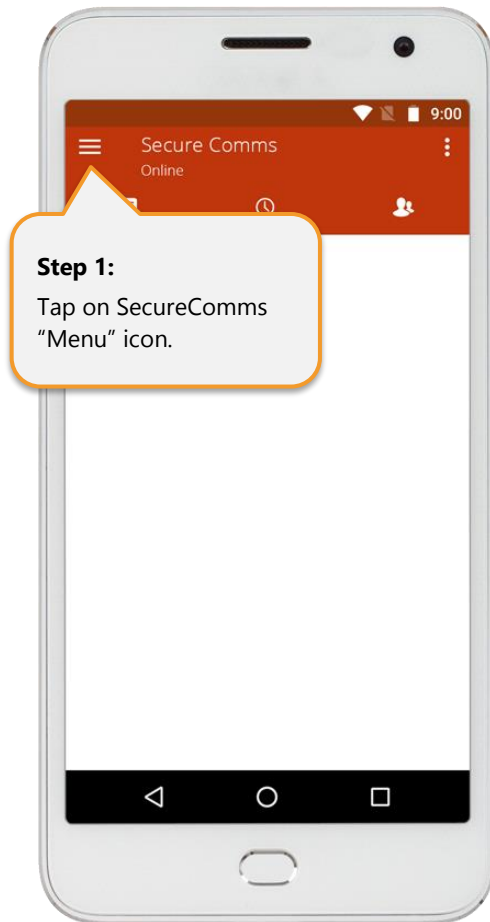 9:00
Secure Comms
Online
Step 1:
Tap on SecureComms
“Menu” icon.